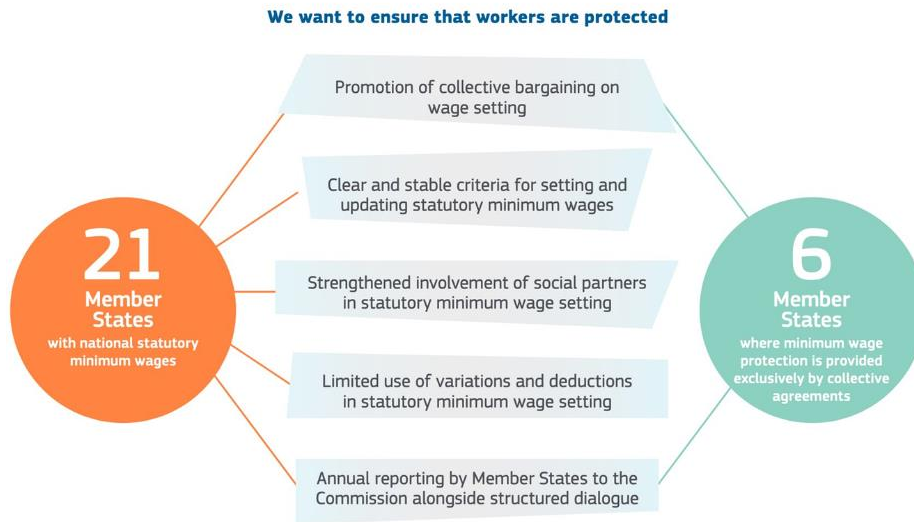 We want to ensure that workers are protected
Promotion of collective bargaining on
wage setting
Clear and stable criteria for setting and
updating statutory minimum wages
Strengthened involvement of social partners
in statutory minimum wage setting
Limited use of variations and deductions
in statutory minimum wage setting
Annual reporting by Member States to the
Commission alongside structured dialogue
21
Member
States
with national statutory
minimum wages
6
Member
States
where minimum wage
protection is provided
exclusively by collective
agreements